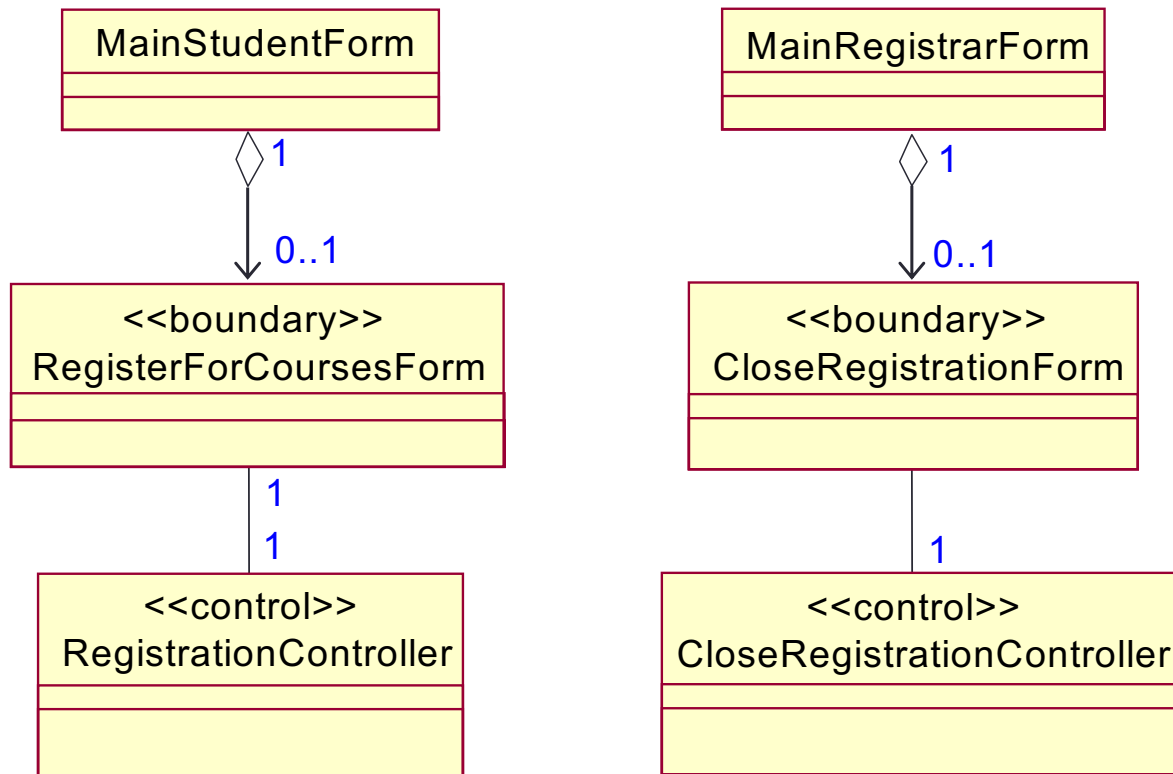 MainStudentForm
1
0..1
<<boundary>>
RegisterForCoursesForm
1
1
<<control>>
RegistrationController
MainRegistrarForm
1
0..1
<<boundary>>
CloseRegistrationForm
1
<<control>>
CloseRegistrationController